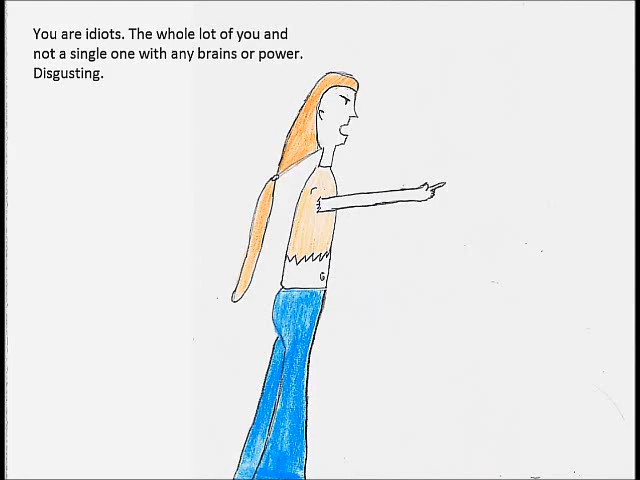 You are idiots. The whole lot of you and
not a single one with any brains or power.
Disgusting.